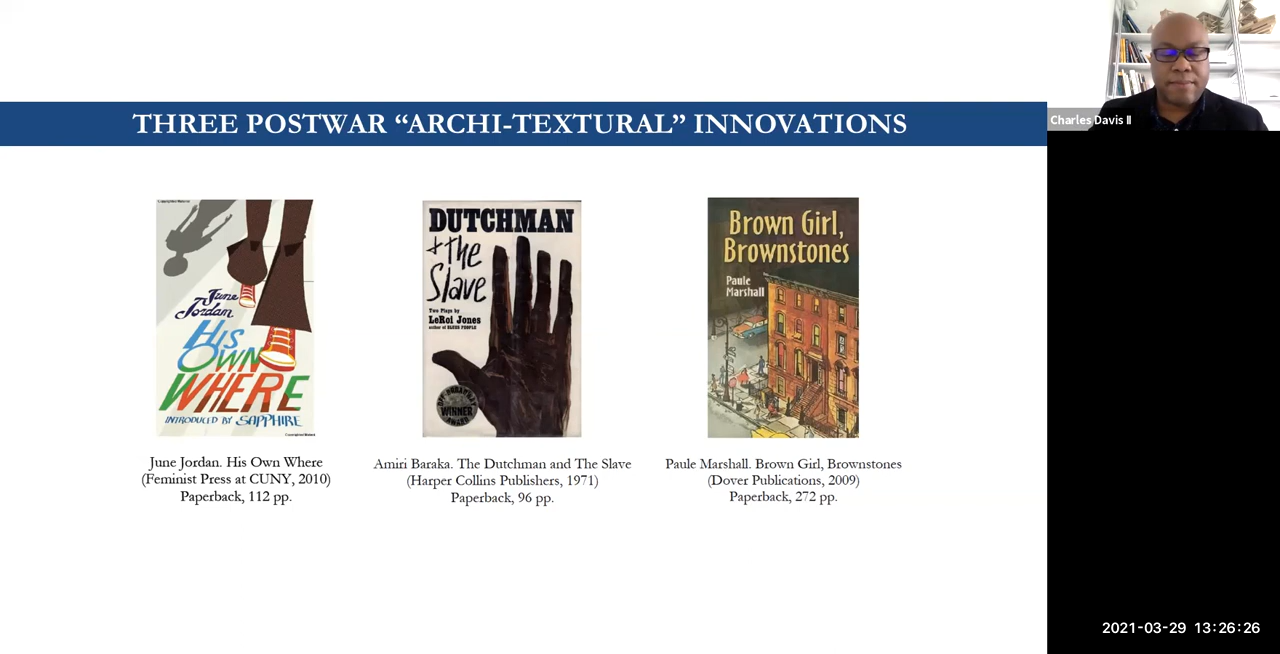 THREE POSTWAR “ARCHI-TEXTURAL” INNOVATIONS
Charles Davis II
June
Jordan
HIS
OWN
WHERE
INTRODUCED BY SAPPHIRE
June Jordan. His Own Where
(Feminist Press at CUNY, 2010)
Paperback, 112 pp.
DUTCHMAN
+ the
Slave
Two Plays by
LeRoi Jones
author of BLUES PEOPLE
WINNER
Amiri Baraka. The Dutchman and The Slave
(Harper Collins Publishers, 1971)
Paperback, 96 pp.
Brown Girl,
Brownstones
Paule
Marshall
Paule Marshall. Brown Girl, Brownstones
(Dover Publications, 2009)
Paperback, 272 pp.
2021-03-29 13:26:26